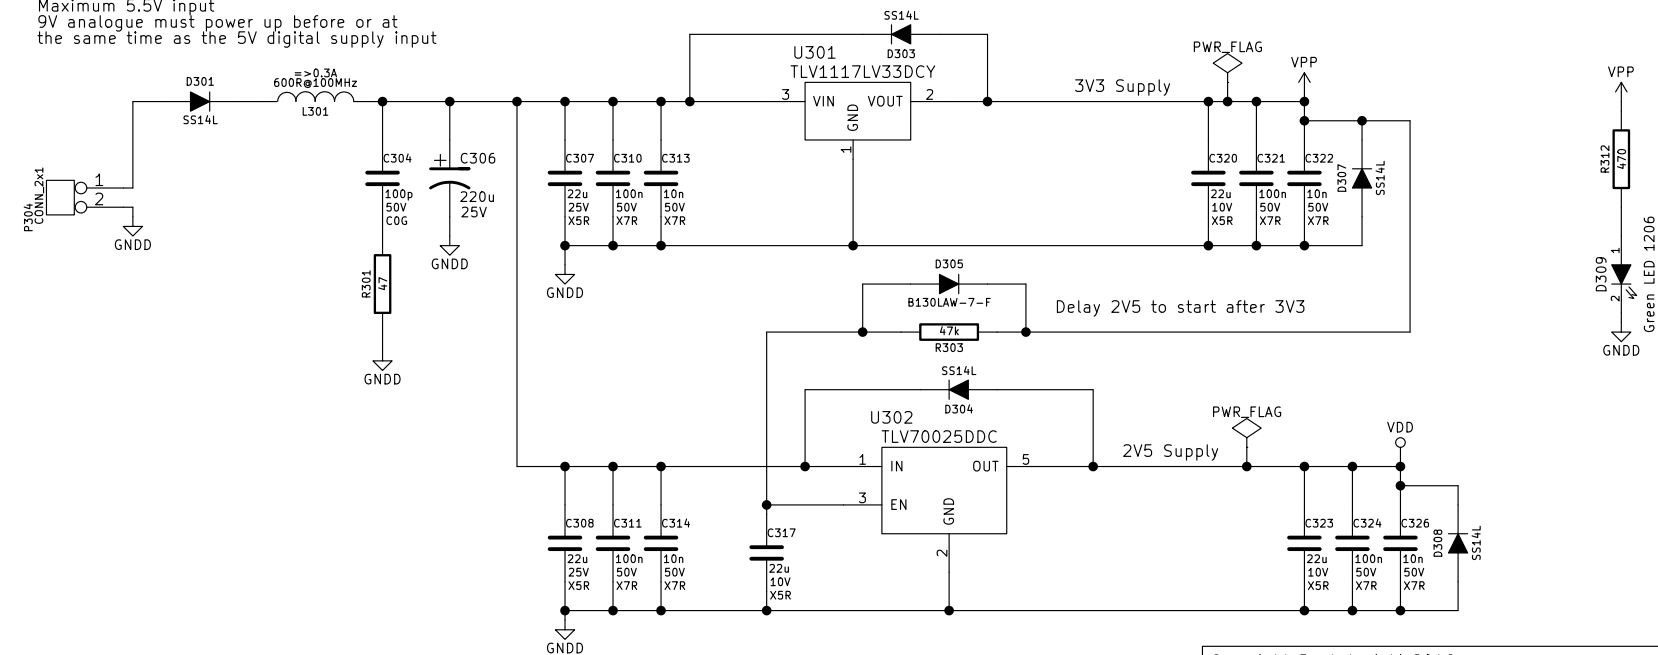 Maximum 5.5V input
9V analogue must power up before or at
the same time as the 5V digital supply input
D301
SS14L
=>0.3A
600R@100MHz
L301
P304
CONN_2x1
1
2
GNDD
C304
100p
50V
C0G
R301
47
GNDD
C306
220u
25V
GNDD
C307
22u
25V
X5R
C310
100n
50V
X7R
C313
10n
50V
X7R
GNDD
SS14L
D303
U301
TLV1117LV33DCY
3
VIN
VOUT
2
GND
1
3V3 Supply
PWR_FLAG
VPP
C320
22u
10V
X5R
C321
100n
50V
X7R
C322
10n
50V
X7R
D307
SS14L
VPP
R312
470
1
D309
2
Green LED 1206
GNDD
D305
B130LAW-7-F
47k
R303
Delay 2V5 to start after 3V3
SS14L
D304
U302
TLV70025DDC
1
IN
OUT
5
3
EN
GND
2
2V5 Supply
PWR_FLAG
VDD
C308
22u
25V
X5R
C311
100n
50V
X7R
C314
10n
50V
X7R
C317
22u
10V
X5R
C323
22u
10V
X5R
C324
100n
50V
X7R
C326
10n
50V
X7R
D308
SS14L
GNDD